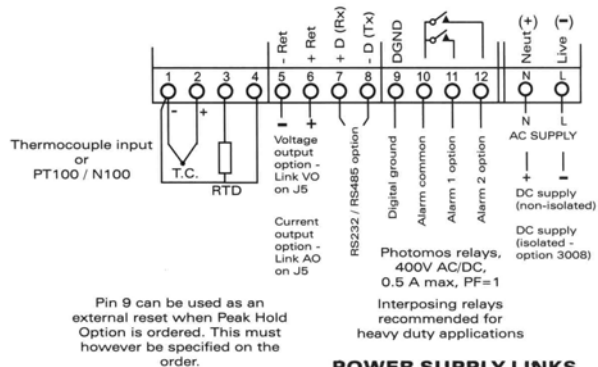 - Ret
+ Ret
+ D (Rx)
- D (Tx)
DGND
Neut (+)
Live (-)
1 2 3 4 5 6 7 8 9 10 11 12 N L
- + - + N L
AC SUPPLY
+ -
Thermocouple input
or
PT100 / N100
T.C.
RTD
Voltage
output
option -
Link VO
on J5
Current
output
option -
Link AO
on J5
RS232 / RS485 option
Digital ground
Alarm common
Alarm 1 option
Alarm 2 option
DC supply
(non-isolated)
DC supply
(isolated -
option 3008)
Photomos relays,
400V AC/DC,
0.5 A max, PF=1
Interposing relays
recommended for
heavy duty applications
Pin 9 can be used as an
external reset when Peak Hold
Option is ordered. This must
however be specified on the
order.
POWER SUPPLY LINKS